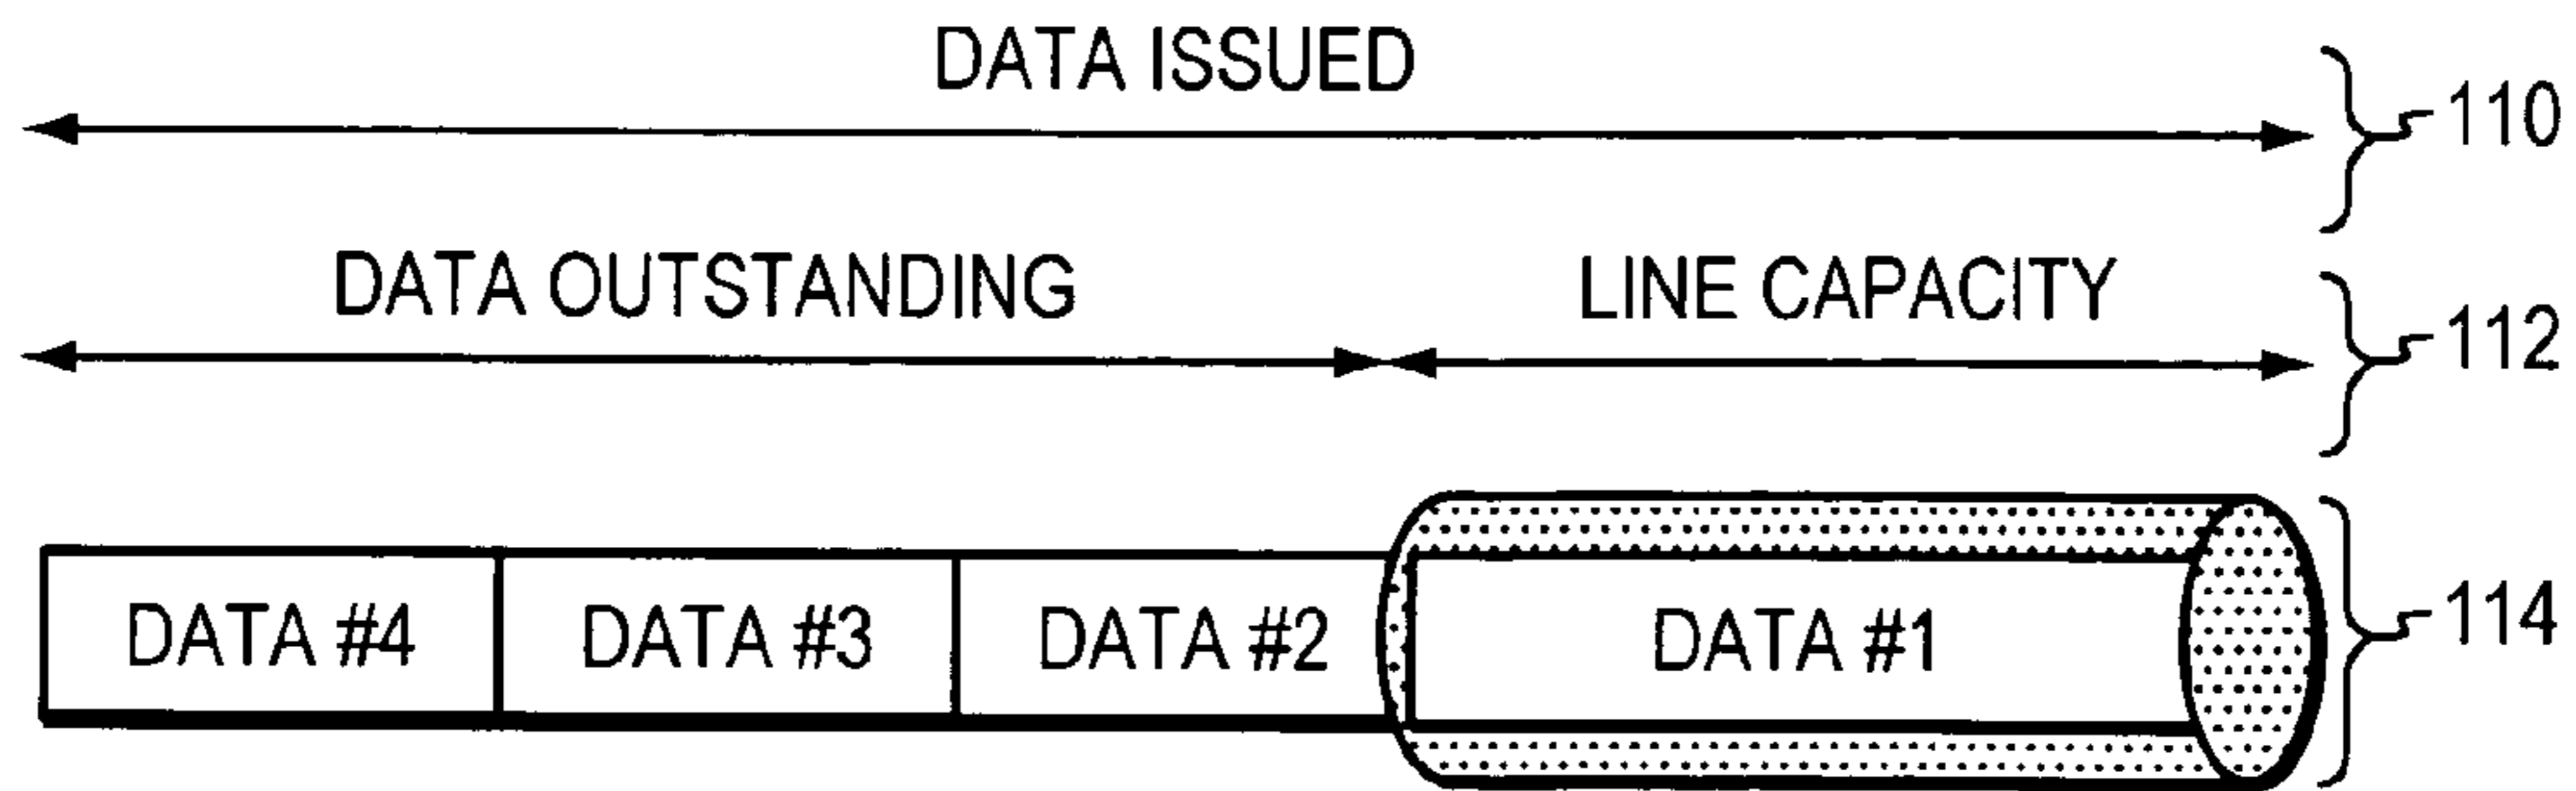 DATA ISSUED
110
DATA OUTSTANDING LINE CAPACITY
112
DATA #4 DATA #3 DATA #2 DATA #1
114